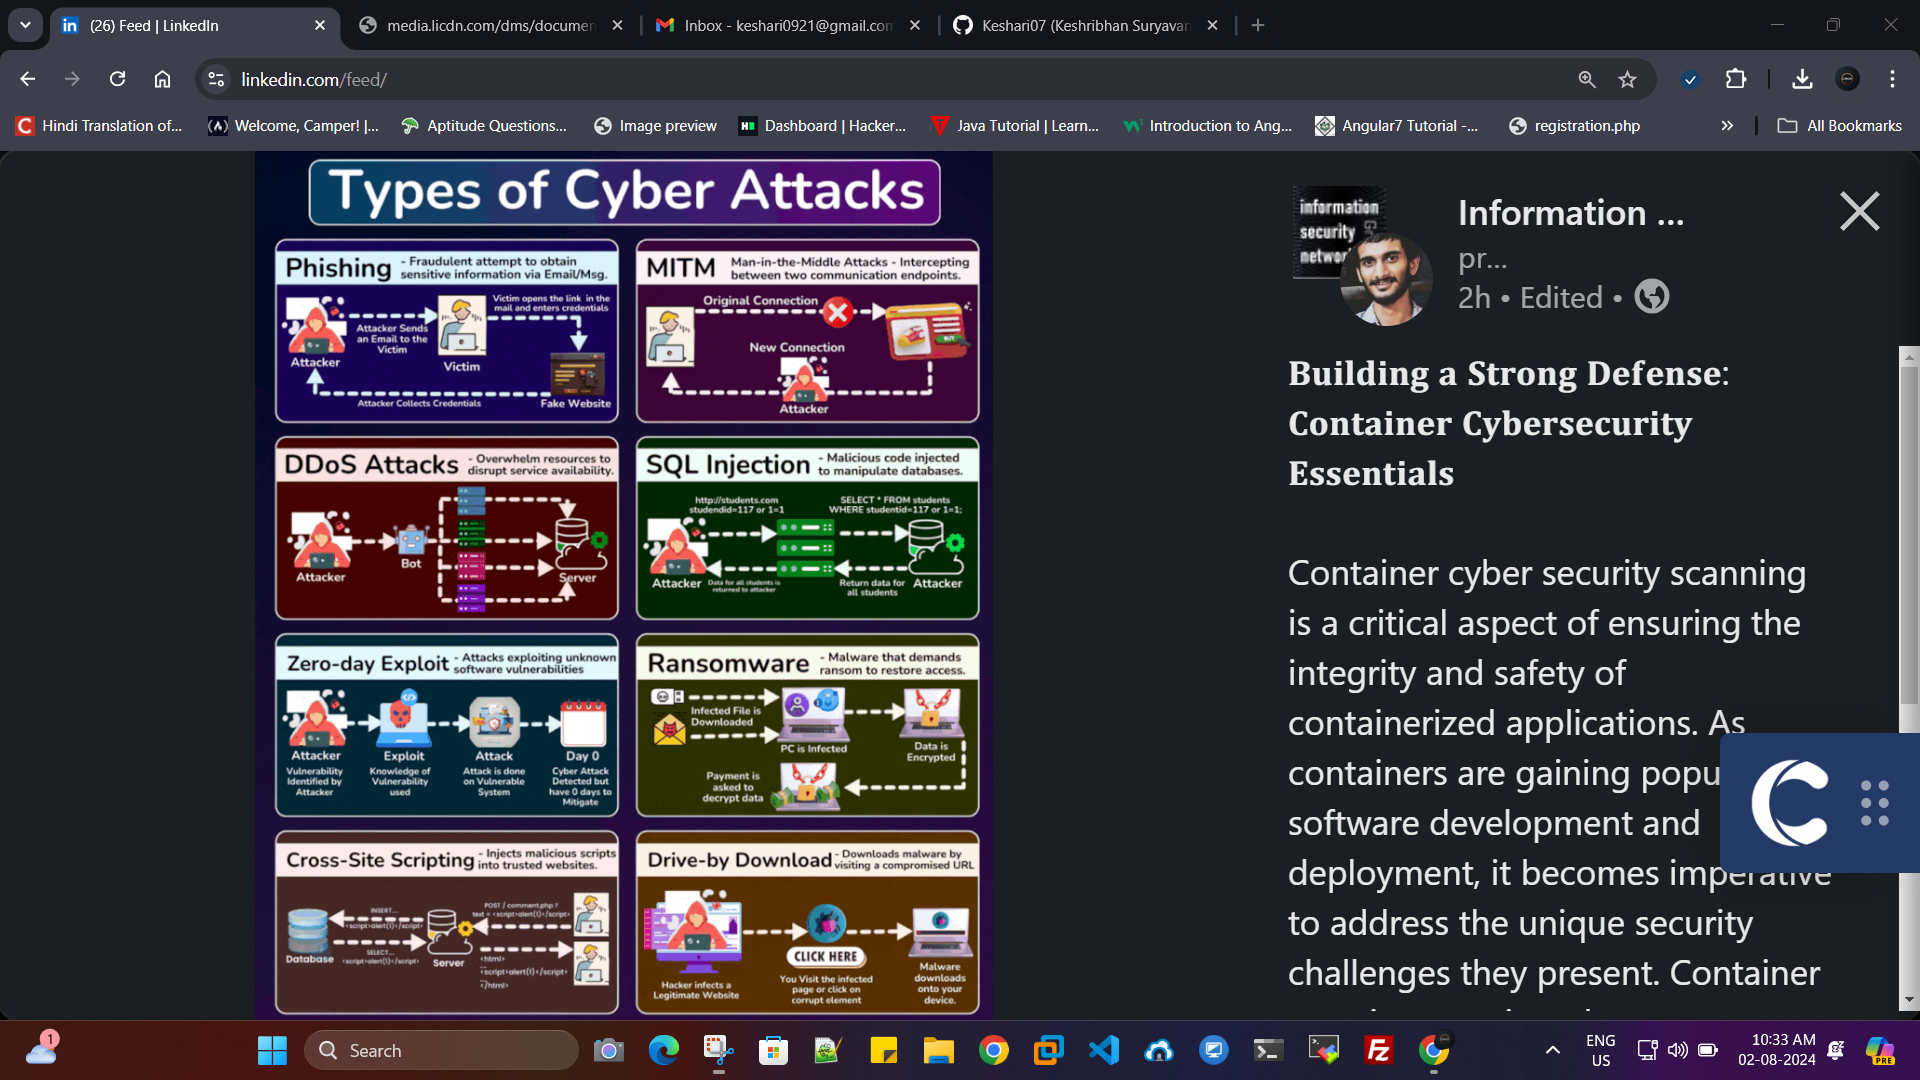 (26) Feed | LinkedIn
media.licdn.com/dms/documen
Inbox - keshari0921@gmail.con
Keshari07 (Keshribhan Suryavan
linkedin.com/feed/
Hindi Translation of...
Welcome, Camper! |...
Aptitude Questions...
Image preview
Dashboard | Hacker...
Java Tutorial | Learn...
Introduction to Ang...
Angular7 Tutorial -...
registration.php
All Bookmarks
Types of Cyber Attacks
Phishing
- Fraudulent attempt to obtain
sensitive information via Email/Msg.
Attacker Sends
an Email to the
Victim
Victim opens the link in the
mail and enters credentials
Attacker
Victim
Attacker Collects Credentials
Fake Website
MITM
Man-in-the-Middle Attacks - Intercepting
between two communication endpoints.
Original Connection
New Connection
Attacker
DDoS Attacks
- Overwhelm resources to
disrupt service availability.
Attacker
Bot
Server
SQL Injection
- Malicious code injected
to manipulate databases.
http://students.com
studendid=117 or 1=1
SELECT * FROM students
WHERE studentid=117 or 1=1;
Attacker
Data for all students is
returned to attacker
Return data for
all students
Attacker
Zero-day Exploit
- Attacks exploiting unknown
software vulnerabilities
Attacker
Vulnerability
Identified by
Attacker
Exploit
Knowledge of
Vulnerability
used
Attack
Attack is done
on Vulnerable
System
Day 0
Cyber Attack
Detected but
have 0 days to
Mitigate
Ransomware
- Malware that demands
ransom to restore access.
Infected File is
Downloaded
PC is Infected
Data is
Encrypted
Payment is
asked to
decrypt data
Cross-Site Scripting
- Injects malicious scripts
into trusted websites.
Database
INSERT...
<script>alert(1)</script>
SELECT...
<script>alert(1)</script>
Server
POST / comment.php ?
text = <script>alert(1)</script>
<html>
...
<script>alert(1)</script>
...
</html>
Drive-by Download
- Downloads malware by
visiting a compromised URL
Hacker infects a
Legitimate Website
CLICK HERE
You Visit the infected
page or click on
corrupt element
Malware
downloads
onto your
device.
information
security
networ
Information ...
pr...
2h • Edited •
Building a Strong Defense:
Container Cybersecurity
Essentials
Container cyber security scanning
is a critical aspect of ensuring the
integrity and safety of
containerized applications. As
containers are gaining popu
software development and
deployment, it becomes imperative
to address the unique security
challenges they present. Container
1
Search
ENG
US
10:33 AM
02-08-2024
PRE